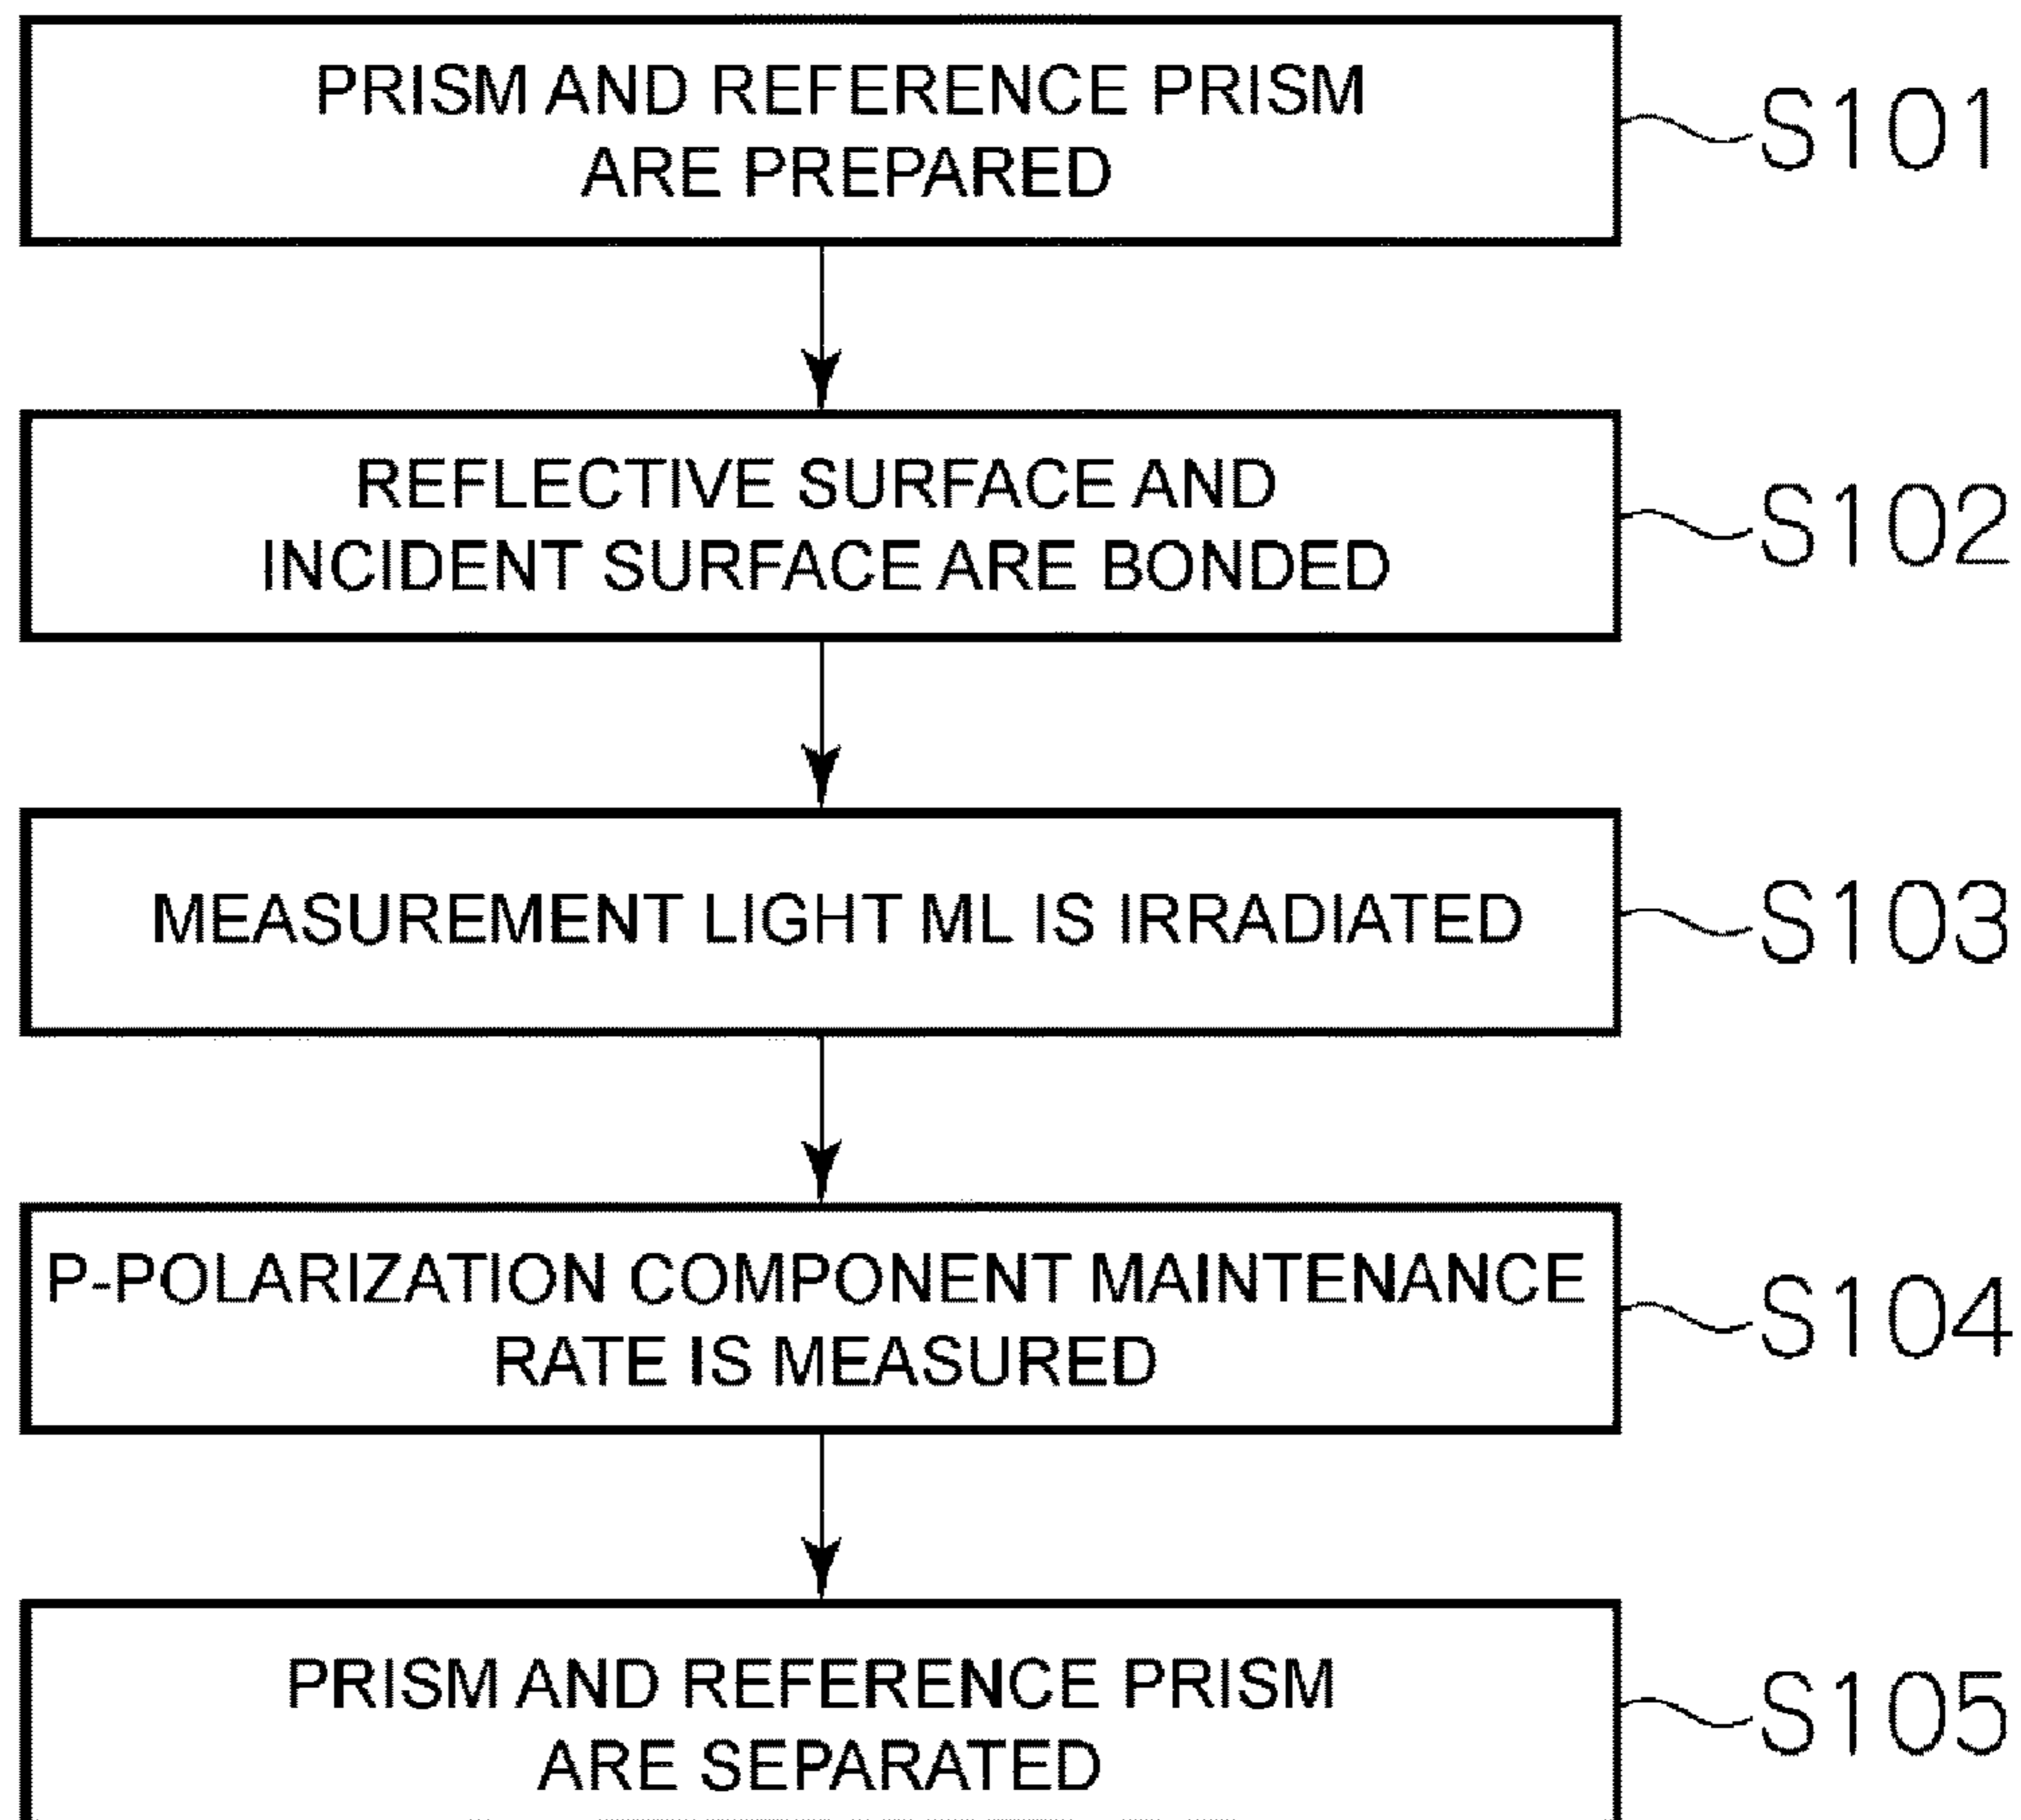 PRISM AND REFERENCE PRISM
ARE PREPARED
S101
REFLECTIVE SURFACE AND
INCIDENT SURFACE ARE BONDED
S102
MEASUREMENT LIGHT ML IS IRRADIATED
S103
P-POLARIZATION COMPONENT MAINTENANCE
RATE IS MEASURED
S104
PRISM AND REFERENCE PRISM
ARE SEPARATED
S105